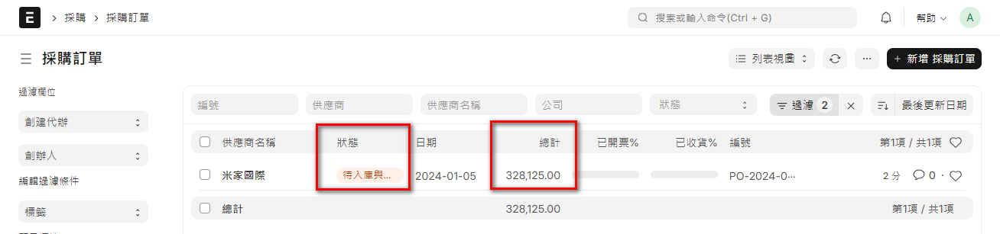 E 採購 採購訂單 搜索或輸入命令(Ctrl + G) 幫助 A
採購訂單 列表視圖 ··· + 新增 採購訂單
過濾欄位
編號 供應商 供應商名稱 公司 狀態 過濾 2 最後更新日期
創建代辦
供應商名稱 狀態 日期 總計 已開票% 已收貨% 編號 第1項 / 共1項
創辦人
米家國際 待入庫與... 2024-01-05 328,125.00 PO-2024-0··· 2 分 0 ·
編輯過濾條件
標籤
總計 328,125.00 第1項 / 共1項